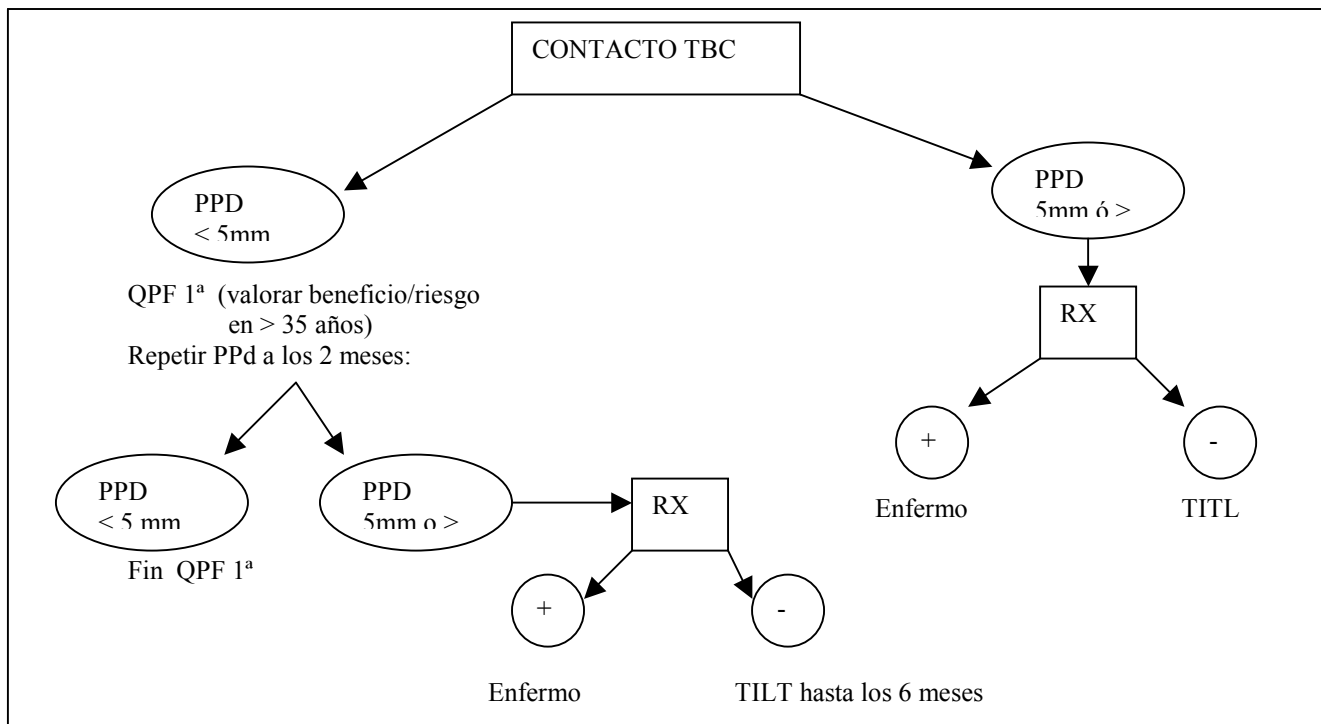 CONTACTO TBC
PPD
< 5mm
PPD
5mm ó >
QPF 1ª (valorar beneficio/riesgo
en > 35 años)
Repetir PPd a los 2 meses:
RX
+
-
Enfermo
TITL
PPD
< 5 mm
PPD
5mm o >
RX
Fin QPF 1ª
+
-
Enfermo
TILT hasta los 6 meses